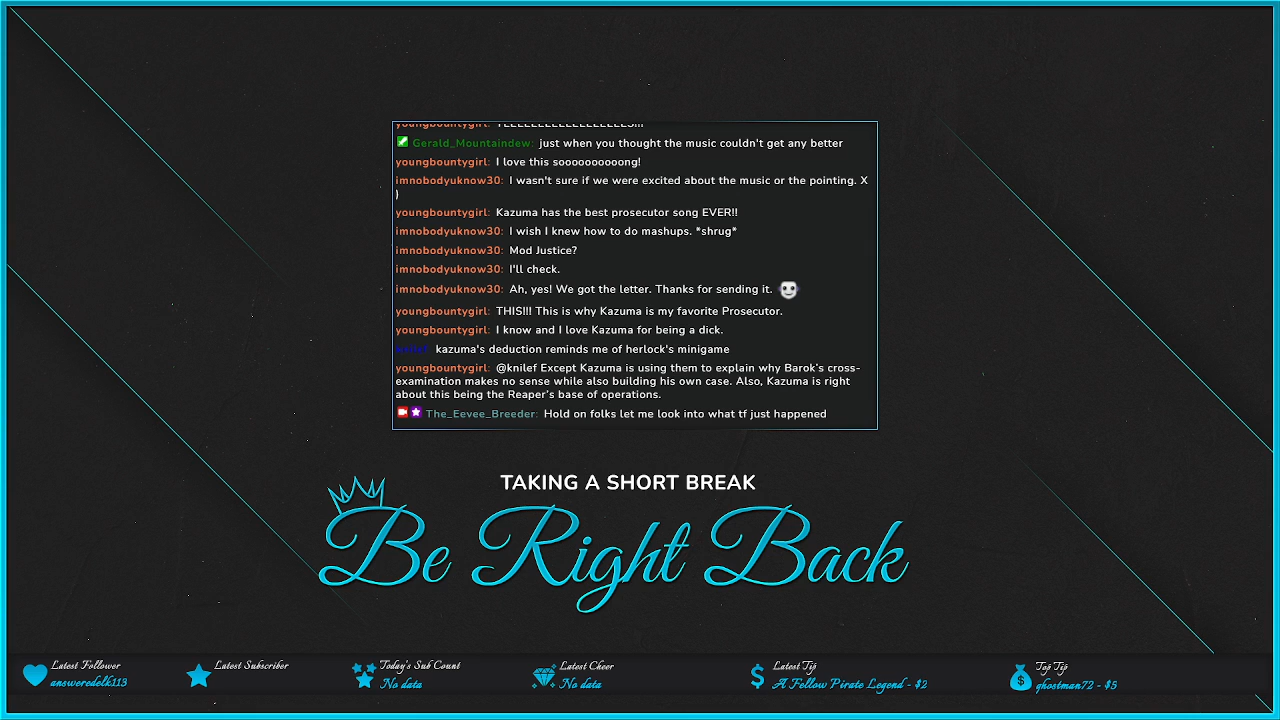 youngbountygirl:
Gerald_Mountaindew: just when you thought the music couldn't get any better
youngbountygirl: I love this soooooooooong!
imnobodyuknow30: I wasn't sure if we were excited about the music or the pointing. X
)
youngbountygirl: Kazuma has the best prosecutor song EVER!!
imnobodyuknow30: I wish I knew how to do mashups. *shrug*
imnobodyuknow30: Mod Justice?
imnobodyuknow30: I'll check.
imnobodyuknow30: Ah, yes! We got the letter. Thanks for sending it.
youngbountygirl: THIS!!! This is why Kazuma is my favorite Prosecutor.
youngbountygirl: I know and I love Kazuma for being a dick.
knilef: kazuma's deduction reminds me of herlock's minigame
youngbountygirl: @knilef Except Kazuma is using them to explain why Barok's cross-
examination makes no sense while also building his own case. Also, Kazuma is right
about this being the Reaper's base of operations.
The_Eevee_Breeder: Hold on folks let me look into what tf just happened
TAKING A SHORT BREAK
Be Right Back
Latest Follower
answeredelk113
Latest Subscriber
Today's Sub Count
No data
Latest Cheer
No data
Latest Tip
A Fellow Pirate Legend - $2
Top Tip
ghostman72 - $5